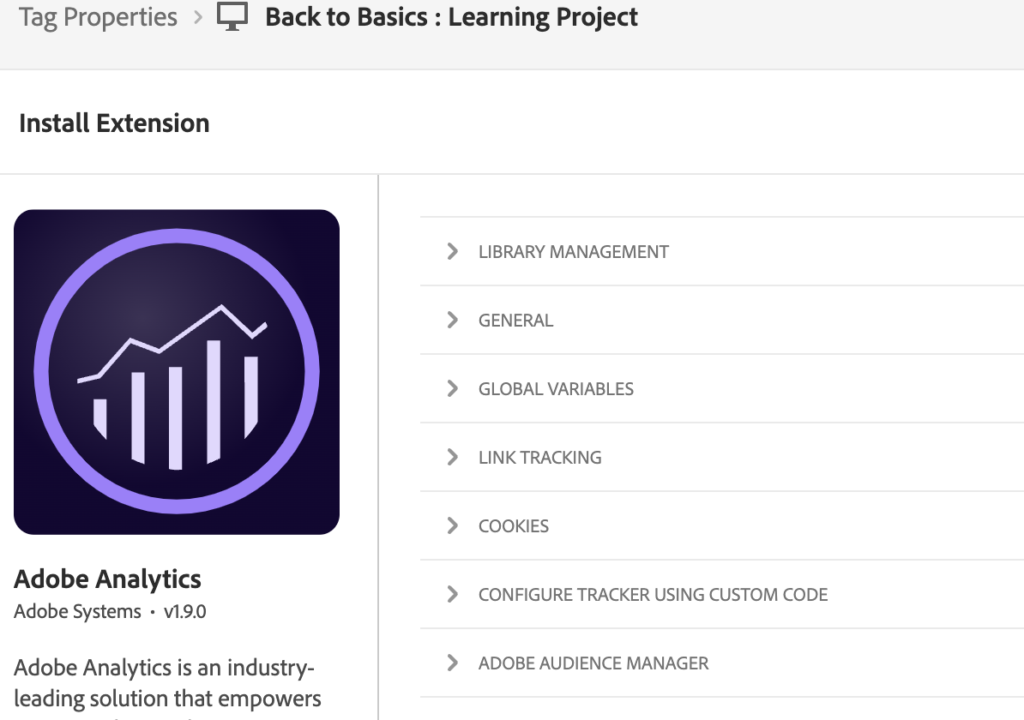 Tag Properties > Back to Basics : Learning Project
Install Extension
LIBRARY MANAGEMENT
GENERAL
GLOBAL VARIABLES
LINK TRACKING
COOKIES
CONFIGURE TRACKER USING CUSTOM CODE
ADOBE AUDIENCE MANAGER
Adobe Analytics
Adobe Systems · v1.9.0
Adobe Analytics is an industry-
leading solution that empowers